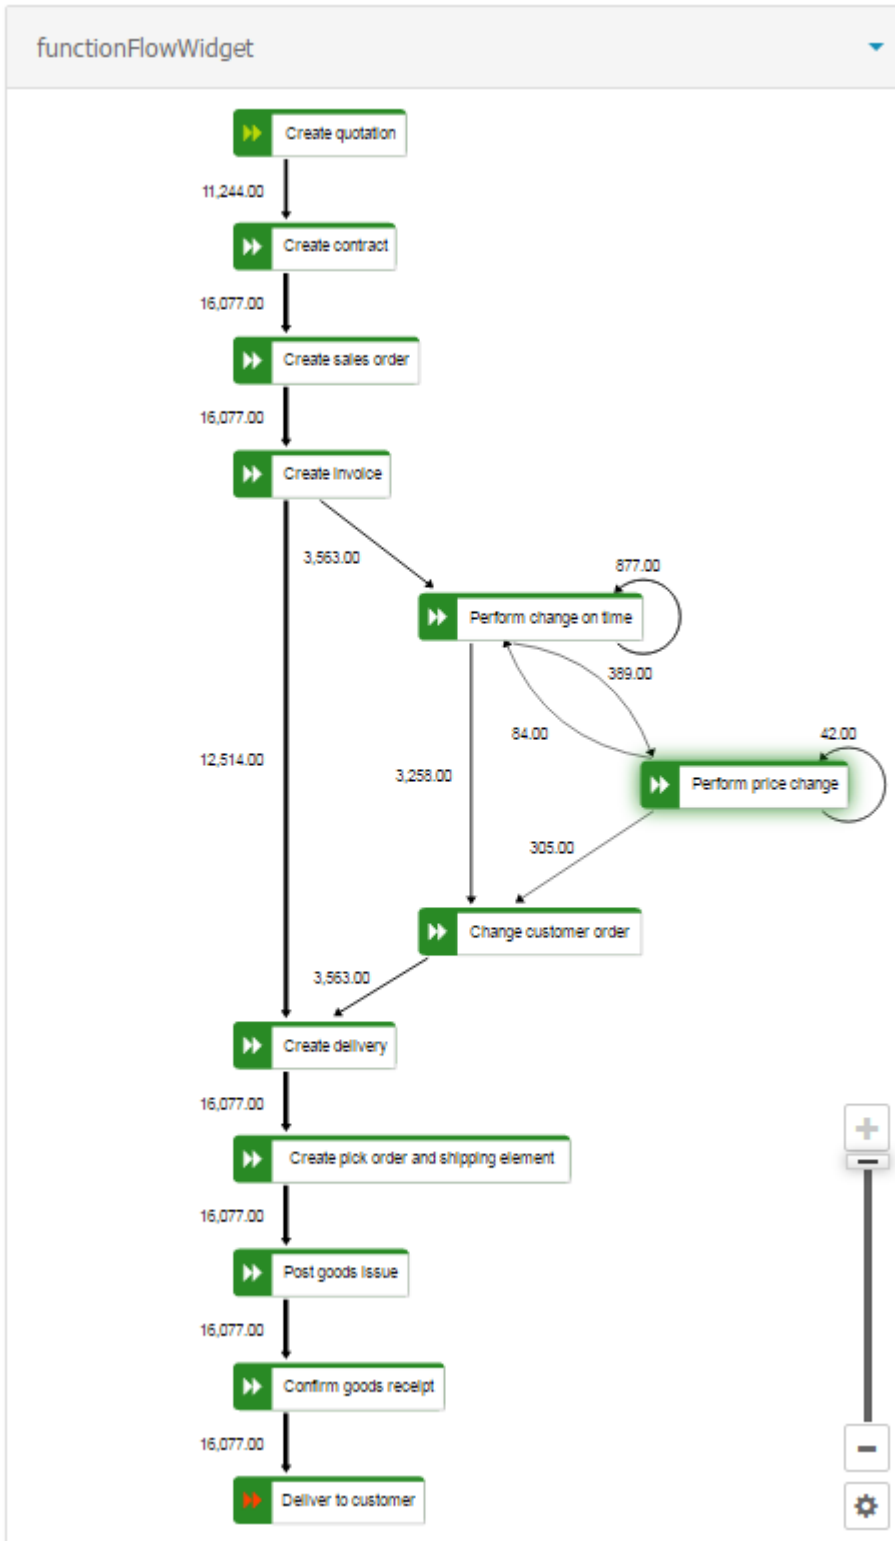 functionFlowWidget
Create quotation
11,244.00
Create contract
16,077.00
Create sales order
16,077.00
Create invoice
3,563.00
877.00
Perform change on time
389.00
84.00
42.00
12,514.00
3,258.00
Perform price change
305.00
Change customer order
3,563.00
Create delivery
16,077.00
Create pick order and shipping element
16,077.00
Post goods issue
16,077.00
Confirm goods receipt
16,077.00
Deliver to customer